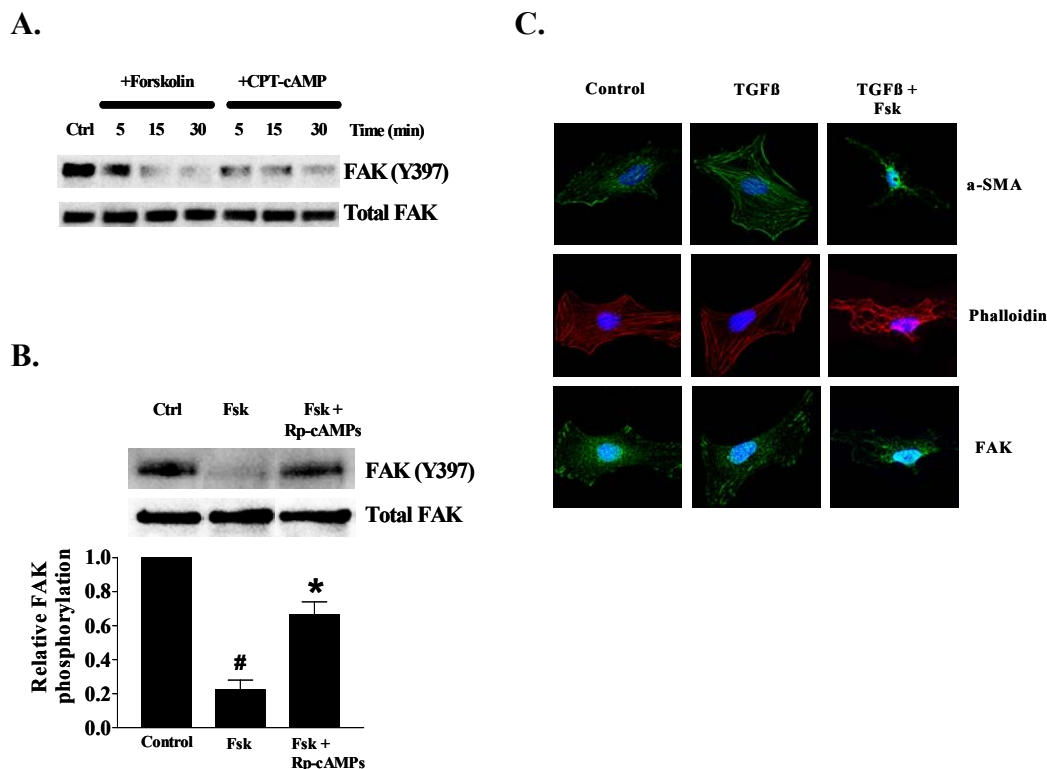 A.
+Forskolin +CPT-cAMP
Ctrl 5 15 30 5 15 30 Time (min)
FAK (Y397)
Total FAK
B.
Ctrl Fsk Fsk +
Rp-cAMPs
FAK (Y397)
Total FAK
Relative FAK
phosphorylation
1.0
0.8
0.6
0.4
0.2
0.0
#
*
Control Fsk Fsk +
Rp-cAMPs
C.
Control TGFß TGFß +
Fsk
a-SMA
Phalloidin
FAK